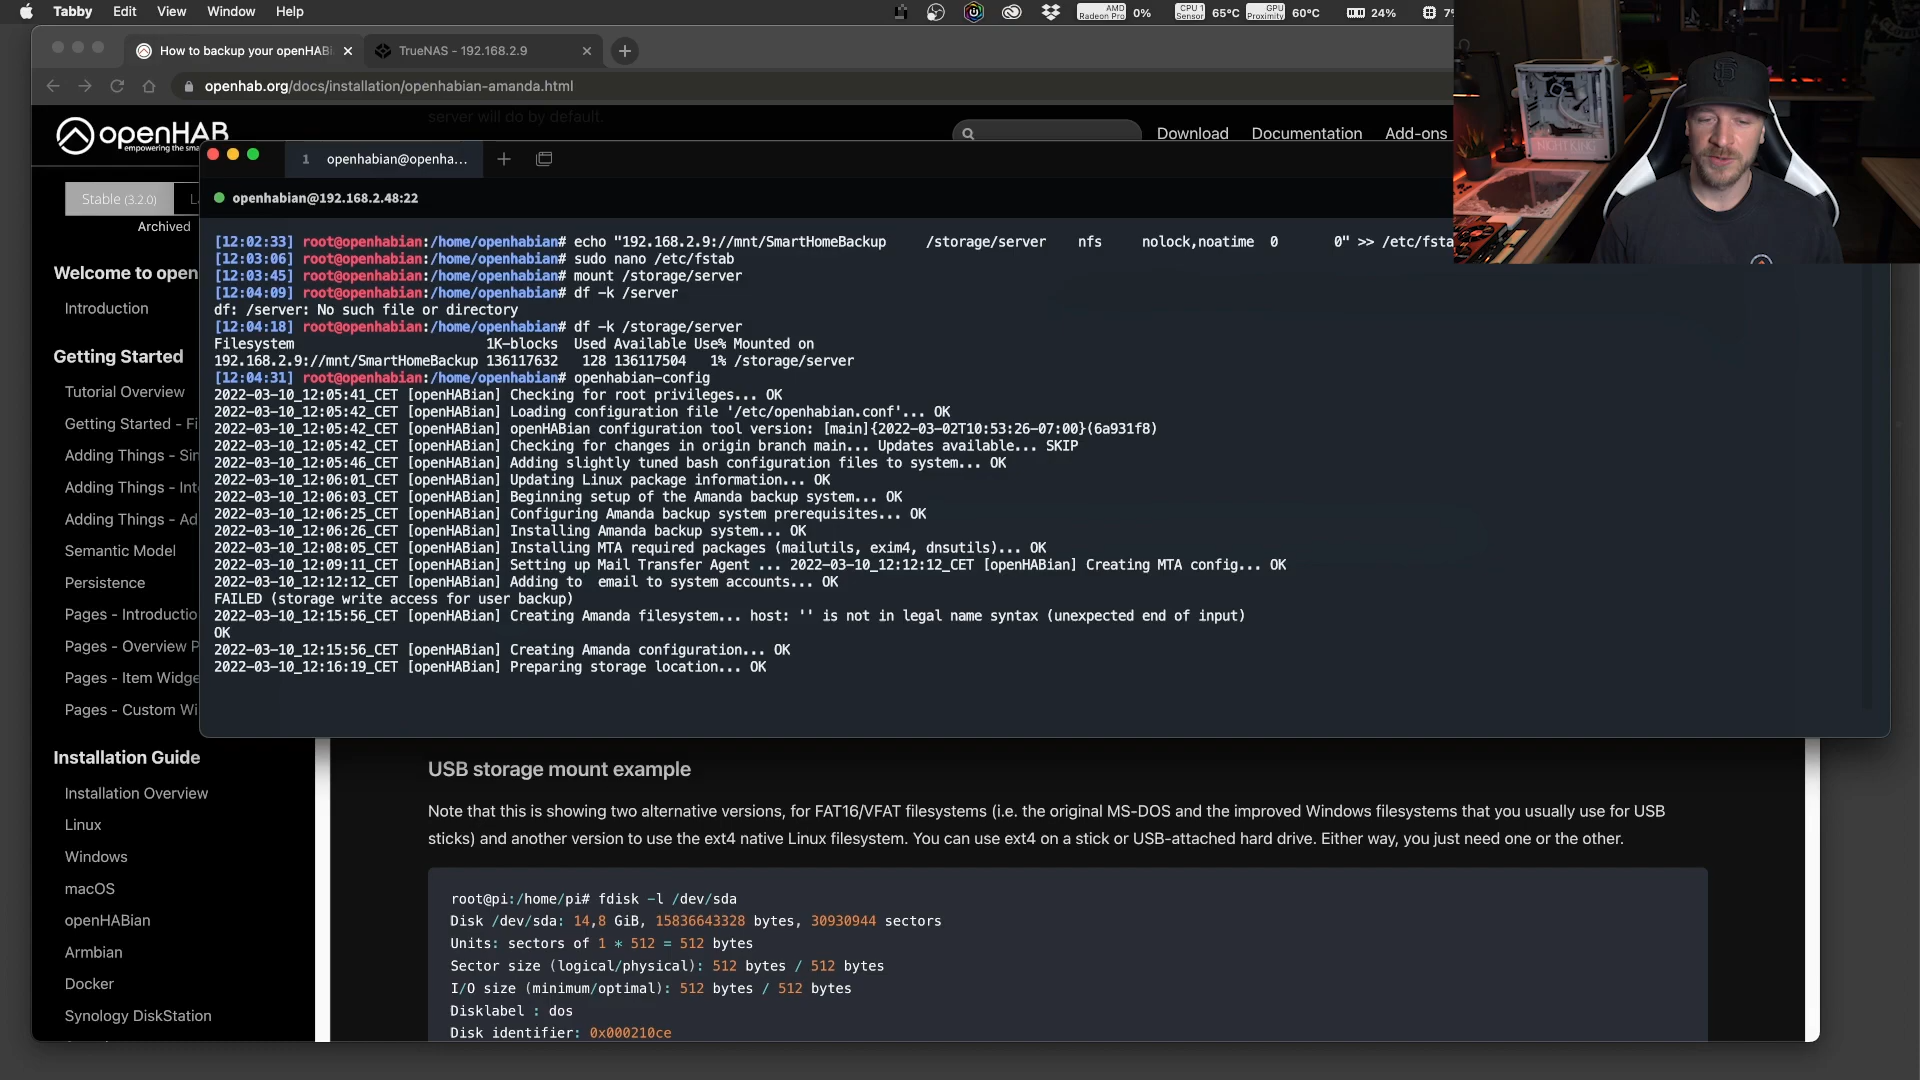 Tabby Edit View Window Help AMD Radeon Pro 0% CPU 1 Sensor 65°C GPU Proximity 60°C 24%
How to backup your openHABi
TrueNAS - 192.168.2.9
openhab.org/docs/installation/openhabian-amanda.html
server will do by default.
openHAB
empowering the sma
Download Documentation Add-ons
1 openhabian@openha...
Stable (3.2.0)
Archived
openhabian@192.168.2.48:22
[12:02:33] root@openhabian:/home/openhabian# echo "192.168.2.9://mnt/SmartHomeBackup /storage/server nfs nolock,noatime 0 0" >> /etc/fsta
[12:03:06] root@openhabian:/home/openhabian# sudo nano /etc/fstab
[12:03:45] root@openhabian:/home/openhabian# mount /storage/server
[12:04:09] root@openhabian:/home/openhabian# df -k /server
df: /server: No such file or directory
[12:04:18] root@openhabian:/home/openhabian# df -k /storage/server
Filesystem 1K-blocks Used Available Use% Mounted on
192.168.2.9://mnt/SmartHomeBackup 136117632 128 136117504 1% /storage/server
[12:04:31] root@openhabian:/home/openhabian# openhabian-config
2022-03-10_12:05:41_CET [openHABian] Checking for root privileges... OK
2022-03-10_12:05:42_CET [openHABian] Loading configuration file '/etc/openhabian.conf'... OK
2022-03-10_12:05:42_CET [openHABian] openHABian configuration tool version: [main]{2022-03-02T10:53:26-07:00}(6a931f8)
2022-03-10_12:05:42_CET [openHABian] Checking for changes in origin branch main... Updates available... SKIP
2022-03-10_12:05:46_CET [openHABian] Adding slightly tuned bash configuration files to system... OK
2022-03-10_12:06:01_CET [openHABian] Updating Linux package information... OK
2022-03-10_12:06:03_CET [openHABian] Beginning setup of the Amanda backup system... OK
2022-03-10_12:06:25_CET [openHABian] Configuring Amanda backup system prerequisites... OK
2022-03-10_12:06:26_CET [openHABian] Installing Amanda backup system... OK
2022-03-10_12:08:05_CET [openHABian] Installing MTA required packages (mailutils, exim4, dnsutils)... OK
2022-03-10_12:09:11_CET [openHABian] Setting up Mail Transfer Agent ... 2022-03-10_12:12:12_CET [openHABian] Creating MTA config... OK
2022-03-10_12:12:12_CET [openHABian] Adding to  email to system accounts... OK
FAILED (storage write access for user backup)
2022-03-10_12:15:56_CET [openHABian] Creating Amanda filesystem... host: '' is not in legal name syntax (unexpected end of input)
OK
2022-03-10_12:15:56_CET [openHABian] Creating Amanda configuration... OK
2022-03-10_12:16:19_CET [openHABian] Preparing storage location... OK
Welcome to open
Introduction
Getting Started
Tutorial Overview
Getting Started - Fi
Adding Things - Sin
Adding Things - Int
Adding Things - Ad
Semantic Model
Persistence
Pages - Introductio
Pages - Overview P
Pages - Item Widge
Pages - Custom Wi
Installation Guide
Installation Overview
Linux
Windows
macOS
openHABian
Armbian
Docker
Synology DiskStation
USB storage mount example
Note that this is showing two alternative versions, for FAT16/VFAT filesystems (i.e. the original MS-DOS and the improved Windows filesystems that you usually use for USB
sticks) and another version to use the ext4 native Linux filesystem. You can use ext4 on a stick or USB-attached hard drive. Either way, you just need one or the other.
root@pi:/home/pi# fdisk -l /dev/sda
Disk /dev/sda: 14,8 GiB, 15836643328 bytes, 30930944 sectors
Units: sectors of 1 * 512 = 512 bytes
Sector size (logical/physical): 512 bytes / 512 bytes
I/O size (minimum/optimal): 512 bytes / 512 bytes
Disklabel : dos
Disk identifier: 0x000210ce
NIGHT KING